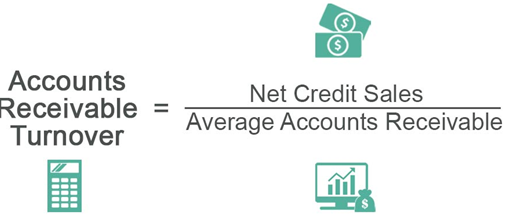 Accounts
Receivable
Turnover
=
Net Credit Sales
Average Accounts Receivable
$
$
$